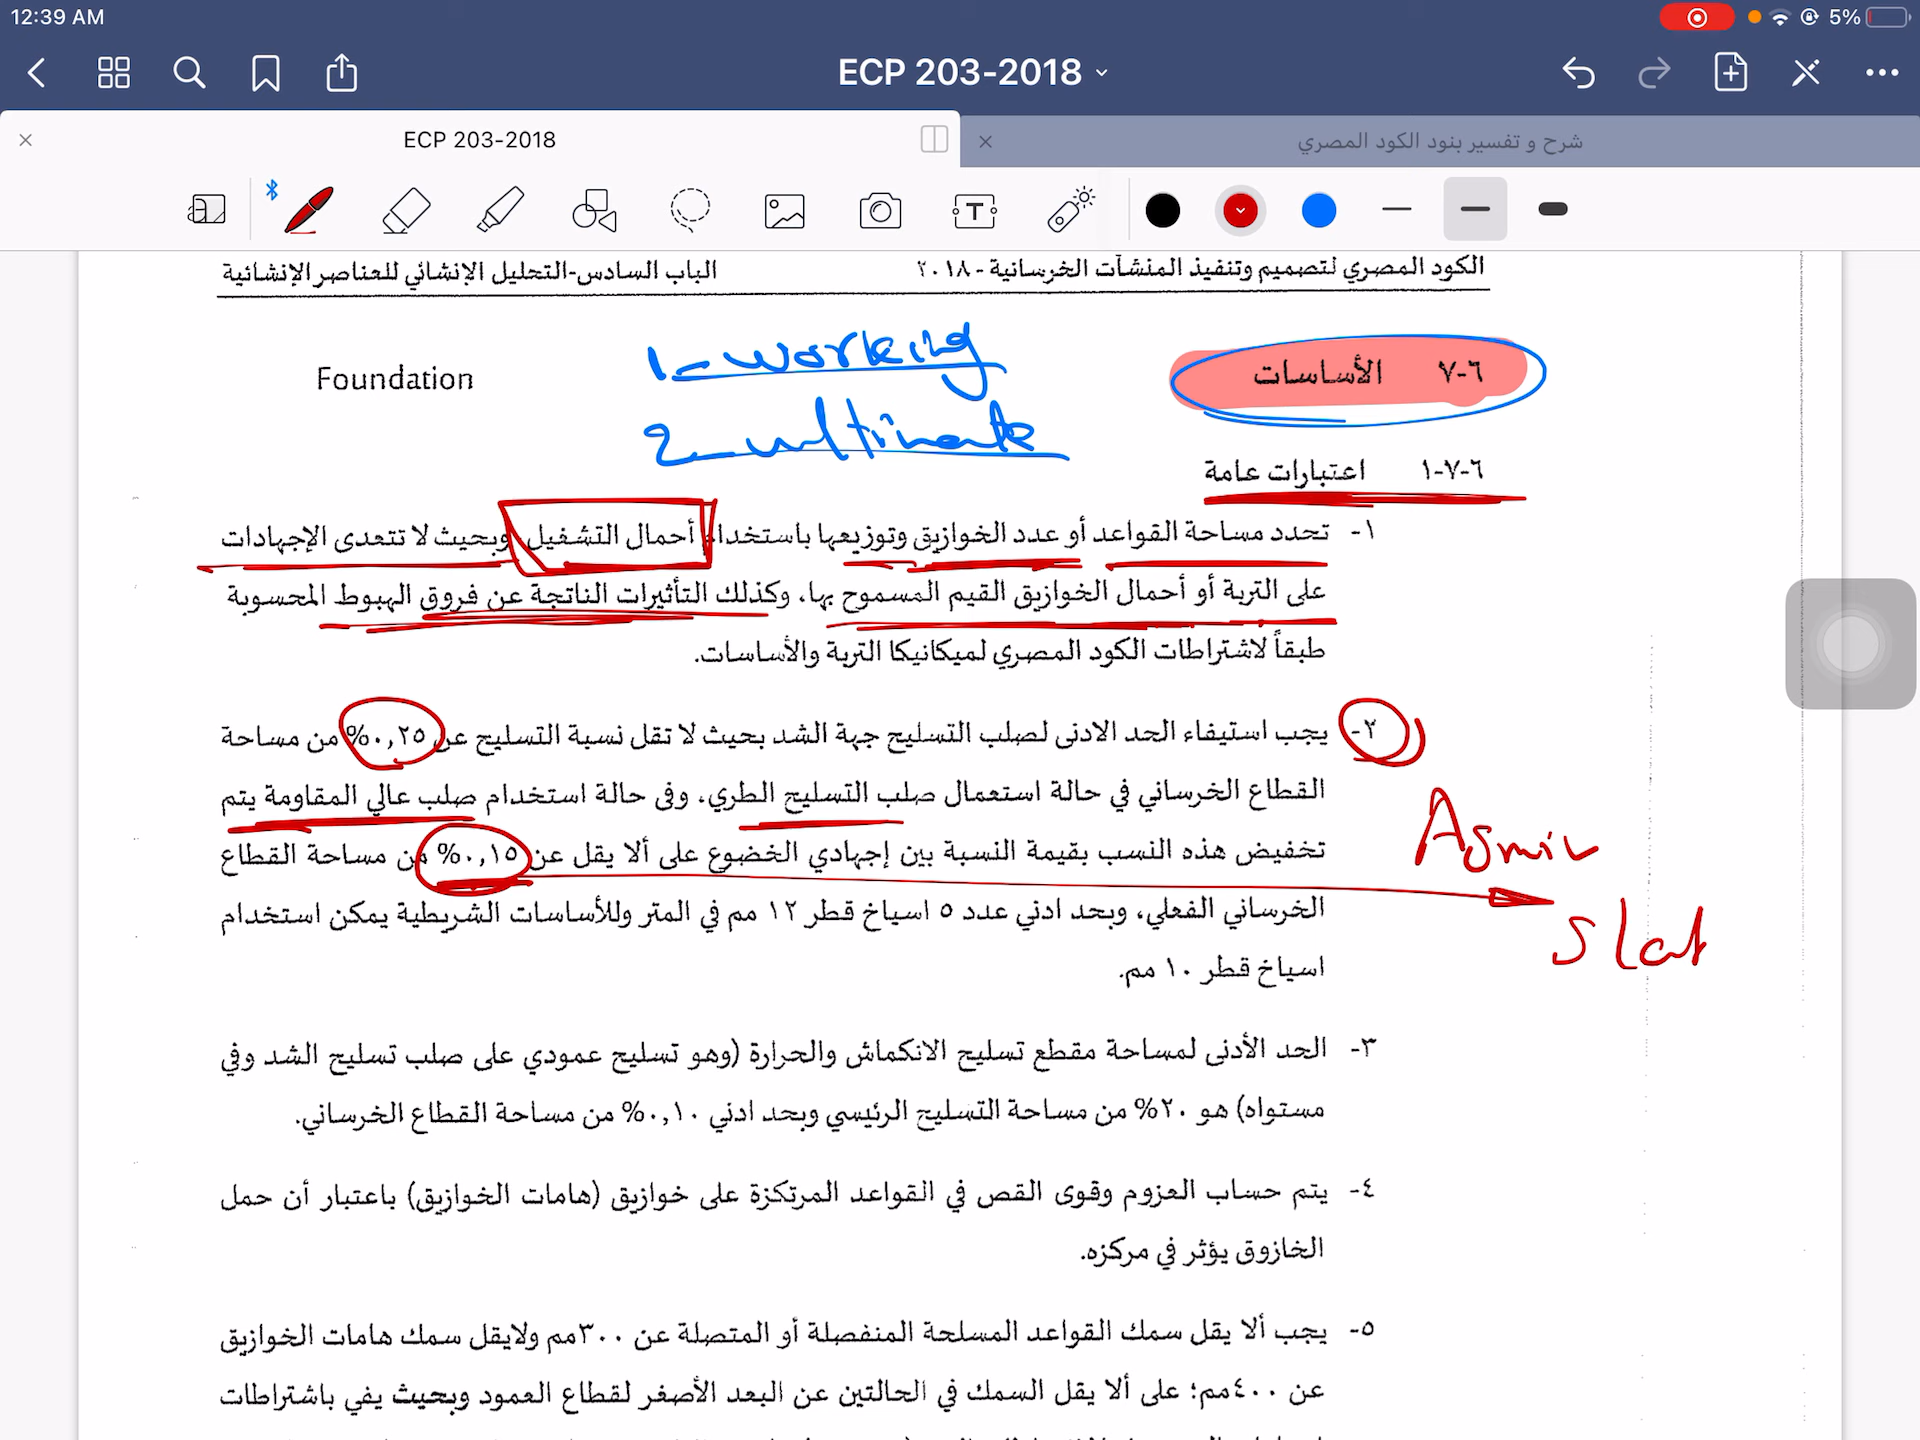 12:39 AM
5%
ECP 203-2018
ECP 203-2018
شرح و تفسير بنود الكود المصري
الكود المصري لتصميم وتنفيذ المنشآت الخرسانية - ٢٠١٨
الباب السادس-التحليل الإنشائي للعناصر الإنشائية
1- working
٦-٧ الأساسات
Foundation
2- ultimate
٦-٧-١ اعتبارات عامة
١- تحدد مساحة القواعد أو عدد الخوازيق وتوزيعها باستخدام أحمال التشغيل، وبحيث لا تتعدى الإجهادات
على التربة أو أحمال الخوازيق القيم المسموح بها، وكذلك التأثيرات الناتجة عن فروق الهبوط المحسوبة
طبقاً لاشتراطات الكود المصري لميكانيكا التربة والأساسات.
٢- يجب استيفاء الحد الادنى لصلب التسليح جهة الشد بحيث لا تقل نسبة التسليح عن ٠,٢٥% من مساحة
القطاع الخرساني في حالة استعمال صلب التسليح الطري، وفى حالة استخدام صلب عالي المقاومة يتم
تخفيض هذه النسب بقيمة النسبة بين إجهادي الخضوع على ألا يقل عن ٠,١٥% من مساحة القطاع
Asmin
الخرساني الفعلي، وبحد ادني عدد ٥ اسياخ قطر ١٢ مم في المتر وللأساسات الشريطية يمكن استخدام
اسياخ قطر ١٠ مم.
٣- الحد الأدنى لمساحة مقطع تسليح الانكماش والحرارة (وهو تسليح عمودي على صلب تسليح الشد وفي
مستواه) هو ٢٠% من مساحة التسليح الرئيسي وبحد ادني ٠,١٠% من مساحة القطاع الخرساني.
٤- يتم حساب العزوم وقوى القص في القواعد المرتكزة على خوازيق (هامات الخوازيق) باعتبار أن حمل
الخازوق يؤثر في مركزه.
٥- يجب ألا يقل سمك القواعد المسلحة المنفصلة أو المتصلة عن ٣٠٠مم ولايقل سمك هامات الخوازيق
عن ٤٠٠مم؛ على ألا يقل السمك في الحالتين عن البعد الأصغر لقطاع العمود وبحيث يفي باشتراطات